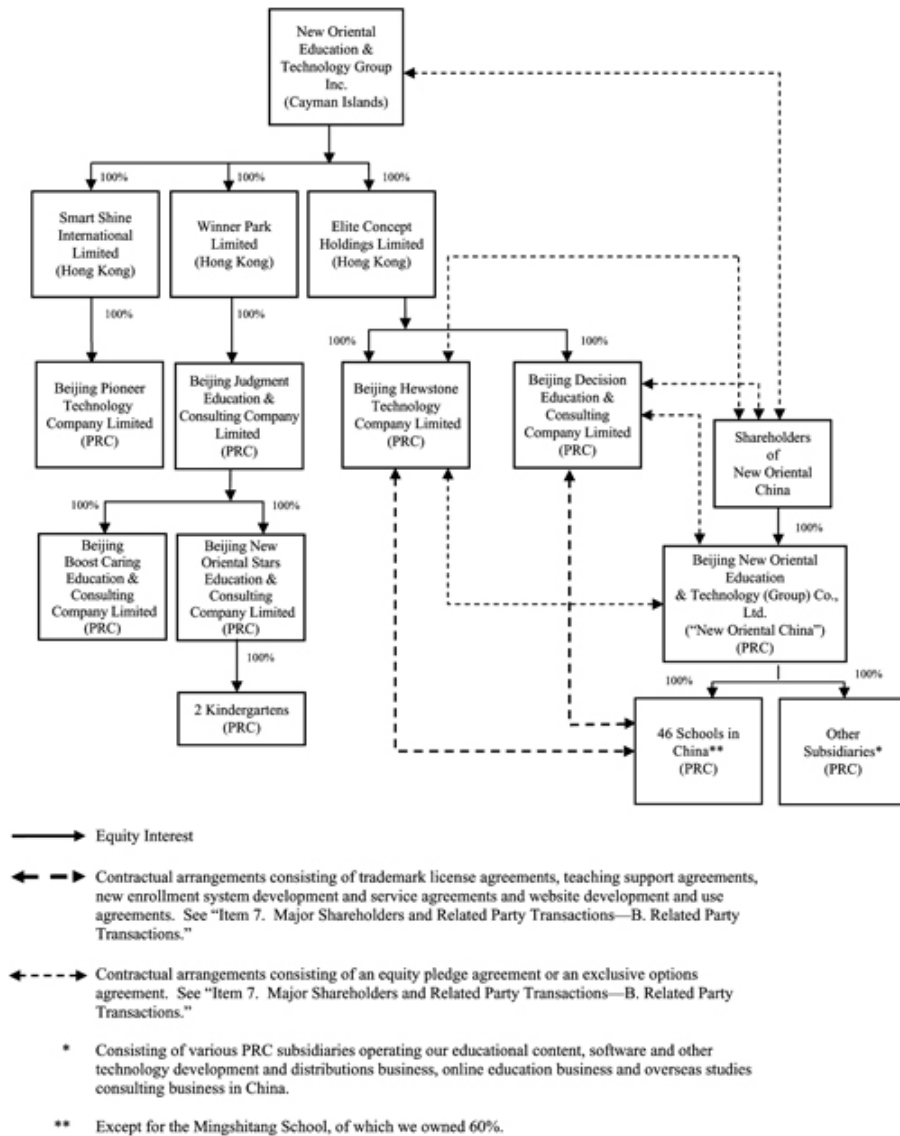 New Oriental
Education &
Technology Group
Inc.
(Cayman Islands)
100%
100%
100%
Smart Shine
International
Limited
(Hong Kong)
Winner Park
Limited
(Hong Kong)
Elite Concept
Holdings Limited
(Hong Kong)
100%
100%
100%
100%
Beijing Pioneer
Technology
Company Limited
(PRC)
Beijing Judgment
Education &
Consulting Company
Limited
(PRC)
Beijing Hewstone
Technology
Company Limited
(PRC)
Beijing Decision
Education &
Consulting
Company Limited
(PRC)
Shareholders
of
New Oriental
China
100%
100%
100%
Beijing
Boost Caring
Education &
Consulting
Company Limited
(PRC)
Beijing New
Oriental Stars
Education &
Consulting
Company Limited
(PRC)
Beijing New Oriental
Education
& Technology (Group) Co.,
Ltd.
(“New Oriental China”)
(PRC)
100%
100%
100%
2 Kindergartens
(PRC)
46 Schools in
China**
(PRC)
Other
Subsidiaries*
(PRC)
Equity Interest
Contractual arrangements consisting of trademark license agreements, teaching support agreements,
new enrollment system development and service agreements and website development and use
agreements. See “Item 7. Major Shareholders and Related Party Transactions—B. Related Party
Transactions.”
Contractual arrangements consisting of an equity pledge agreement or an exclusive options
agreement. See “Item 7. Major Shareholders and Related Party Transactions—B. Related Party
Transactions.”
* Consisting of various PRC subsidiaries operating our educational content, software and other
technology development and distributions business, online education business and overseas studies
consulting business in China.
** Except for the Mingshitang School, of which we owned 60%.